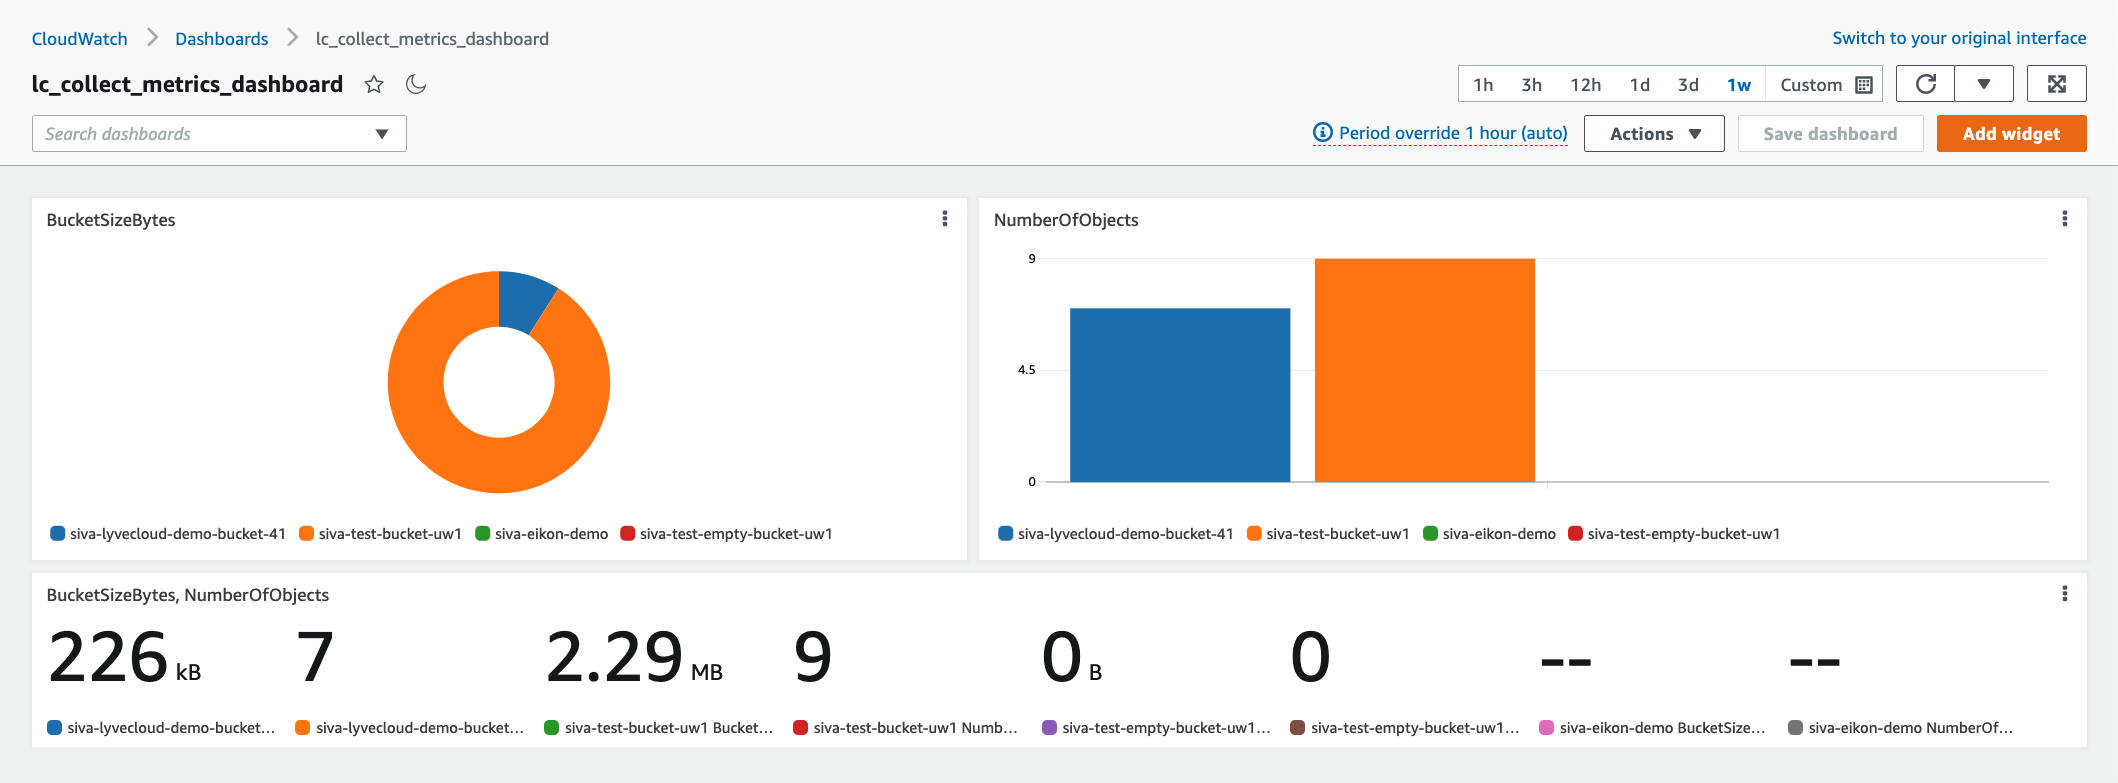 CloudWatch > Dashboards > lc_collect_metrics_dashboard
Switch to your original interface
lc_collect_metrics_dashboard
1h 3h 12h 1d 3d 1w Custom
Search dashboards
Period override 1 hour (auto)
Actions
Save dashboard
Add widget
BucketSizeBytes
siva-lyvecloud-demo-bucket-41 siva-test-bucket-uw1 siva-eikon-demo siva-test-empty-bucket-uw1
NumberOfObjects
9
4.5
0
siva-lyvecloud-demo-bucket-41 siva-test-bucket-uw1 siva-eikon-demo siva-test-empty-bucket-uw1
BucketSizeBytes, NumberOfObjects
226 kB 7 2.29 MB 9 0 B 0 -- --
siva-lyvecloud-demo-bucket... siva-lyvecloud-demo-bucket... siva-test-bucket-uw1 Bucket... siva-test-bucket-uw1 Numb... siva-test-empty-bucket-uw1... siva-test-empty-bucket-uw1... siva-eikon-demo BucketSize... siva-eikon-demo NumberOf...